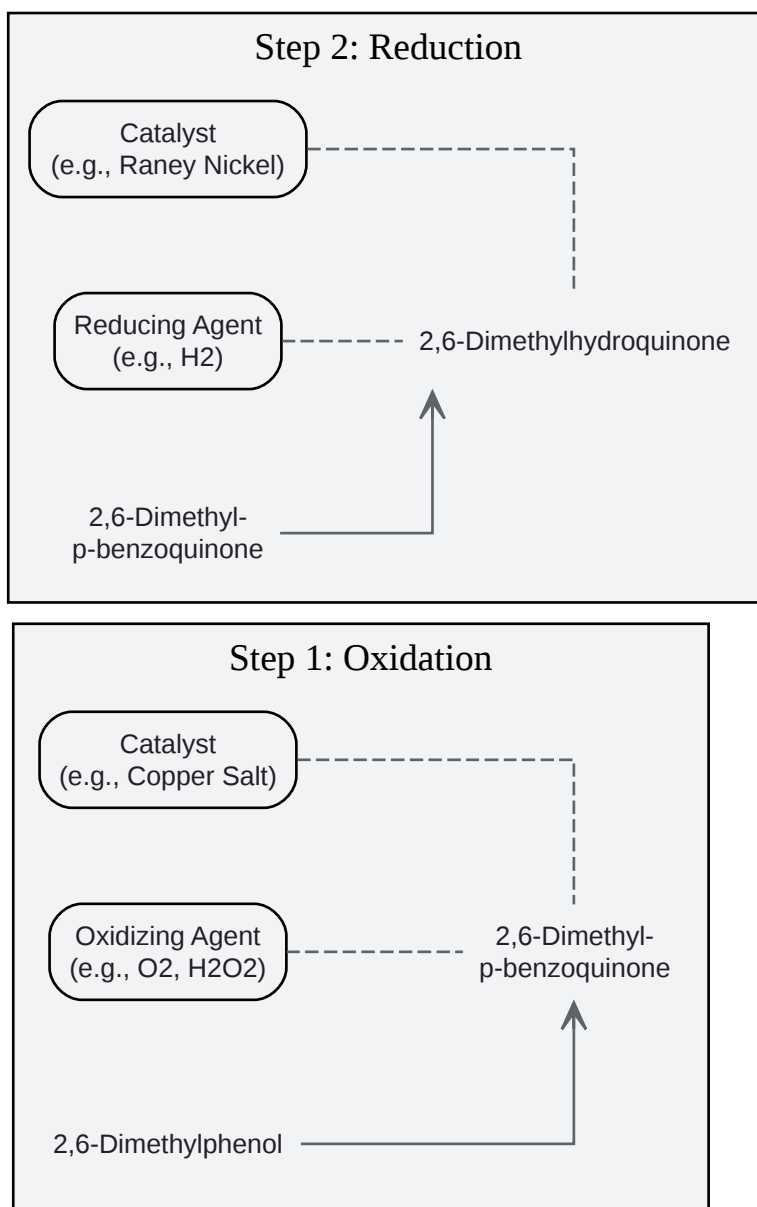 Step 2: Reduction
Catalyst
(e.g., Raney Nickel)
Reducing Agent
(e.g., H2)
2,6-Dimethylhydroquinone
2,6-Dimethyl-
p-benzoquinone
Step 1: Oxidation
Catalyst
(e.g., Copper Salt)
Oxidizing Agent
(e.g., O2, H2O2)
2,6-Dimethyl-
p-benzoquinone
2,6-Dimethylphenol